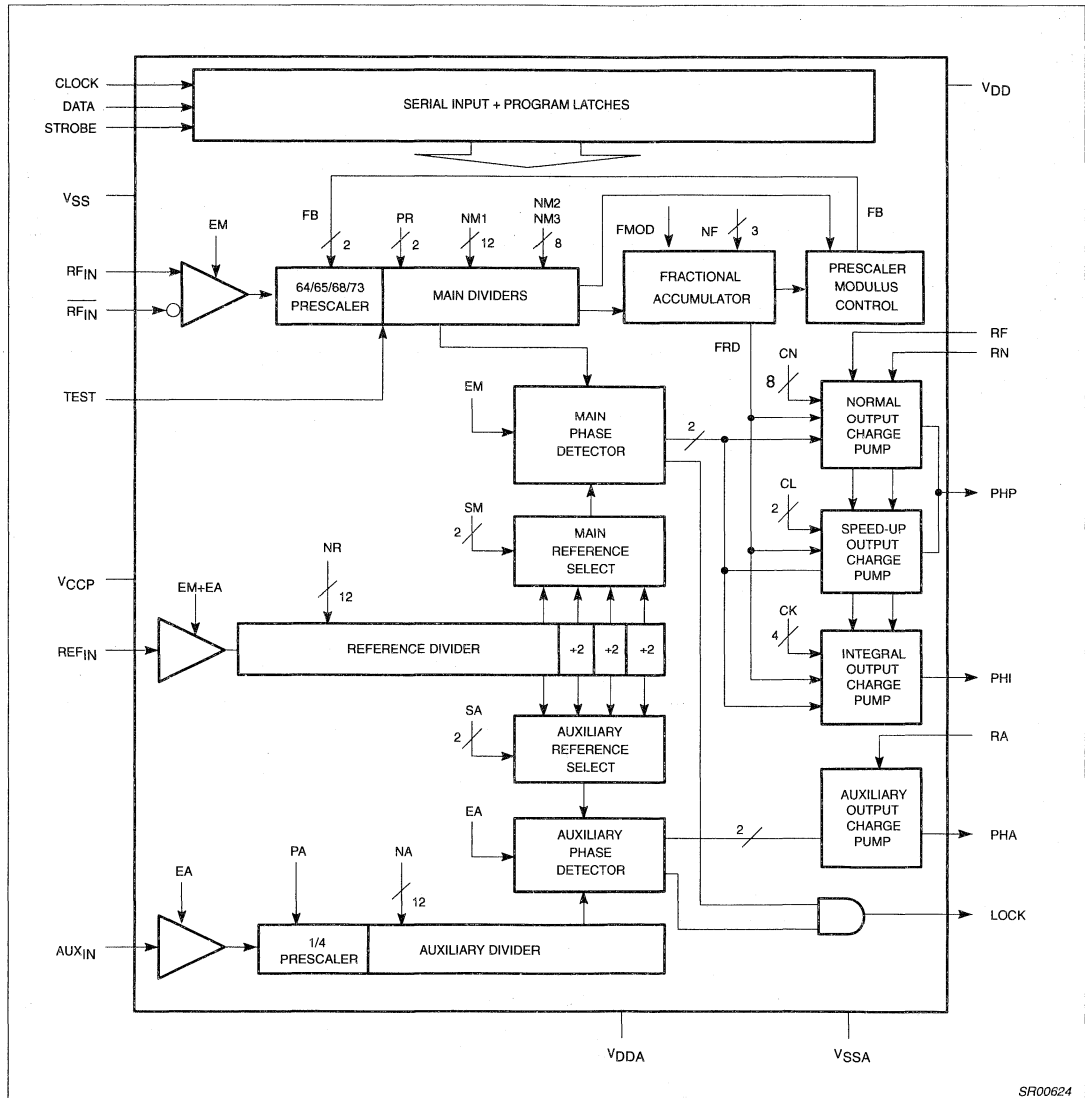 CLOCK
DATA
STROBE
SERIAL INPUT + PROGRAM LATCHES
VDD
VSS
EM
FB
2
PR
2
NM1
12
NM2
NM3
8
FMOD
NF
3
FB
RFIN
RFIN
64/65/68/73
PRESCALER
MAIN DIVIDERS
FRACTIONAL
ACCUMULATOR
PRESCALER
MODULUS
CONTROL
TEST
FRD
RF
RN
CN
8
NORMAL
OUTPUT
CHARGE
PUMP
EM
MAIN
PHASE
DETECTOR
2
PHP
CL
2
SPEED-UP
OUTPUT
CHARGE
PUMP
SM
2
MAIN
REFERENCE
SELECT
VCCP
EM+EA
NR
12
REFIN
REFERENCE DIVIDER
÷2
÷2
÷2
CK
4
INTEGRAL
OUTPUT
CHARGE
PUMP
PHI
SA
2
AUXILIARY
REFERENCE
SELECT
RA
EA
AUXILIARY
PHASE
DETECTOR
2
AUXILIARY
OUTPUT
CHARGE
PUMP
PHA
EA
PA
NA
12
LOCK
AUXIN
1/4
PRESCALER
AUXILIARY DIVIDER
VDDA
VSSA
SR00624